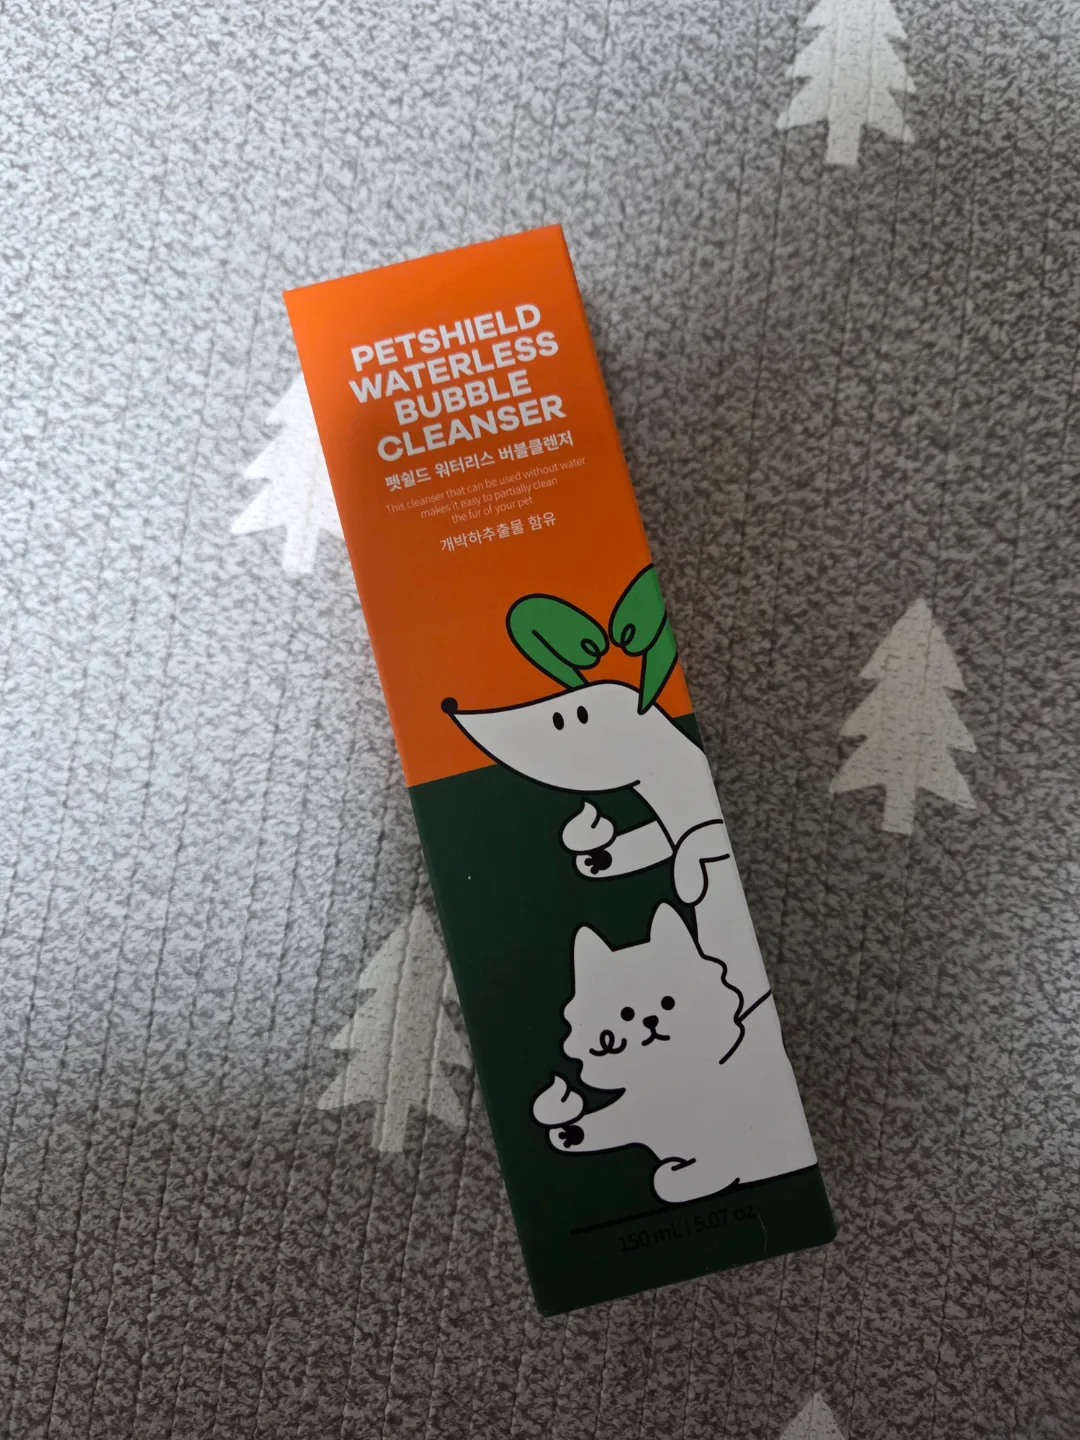 PETSHIELD
WATERLESS
BUBBLE
CLEANSER
펫쉴드 워터리스 버블클렌저
This cleanser that can be used without water
makes it easy to partially clean
the fur of your pet
개박하추출물 함유
150 mL | 5.07 oz